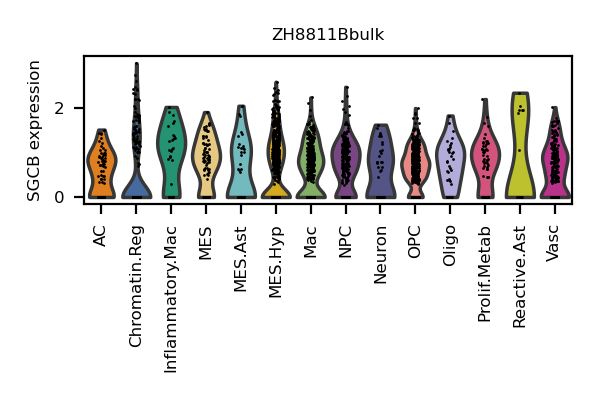 ZH8811Bbulk
SGCB expression
2
0
AC
Chromatin.Reg
Inflammatory.Mac
MES
MES.Ast
MES.Hyp
Mac
NPC
Neuron
OPC
Oligo
Prolif.Metab
Reactive.Ast
Vasc